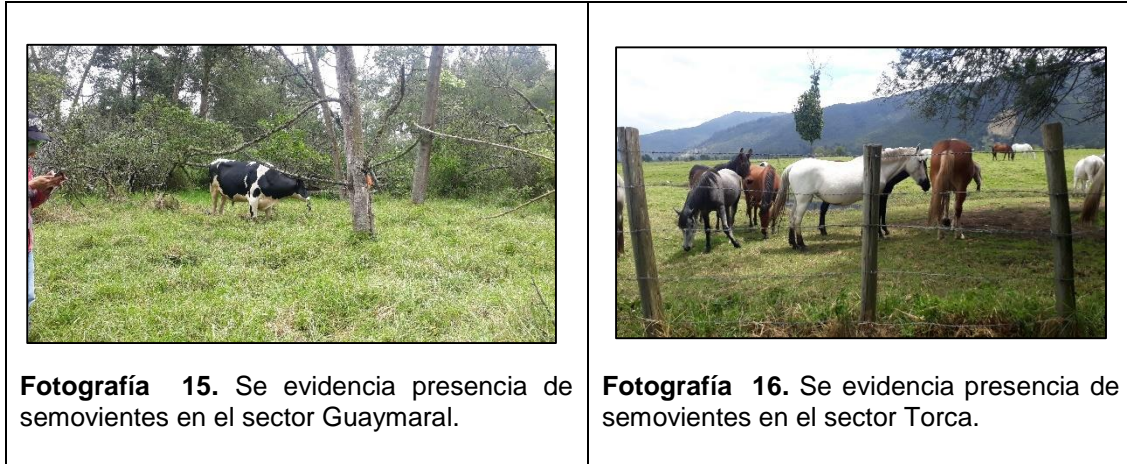 Fotografía 15. Se evidencia presencia de
semovientes en el sector Guaymaral.
Fotografía 16. Se evidencia presencia de
semovientes en el sector Torca.